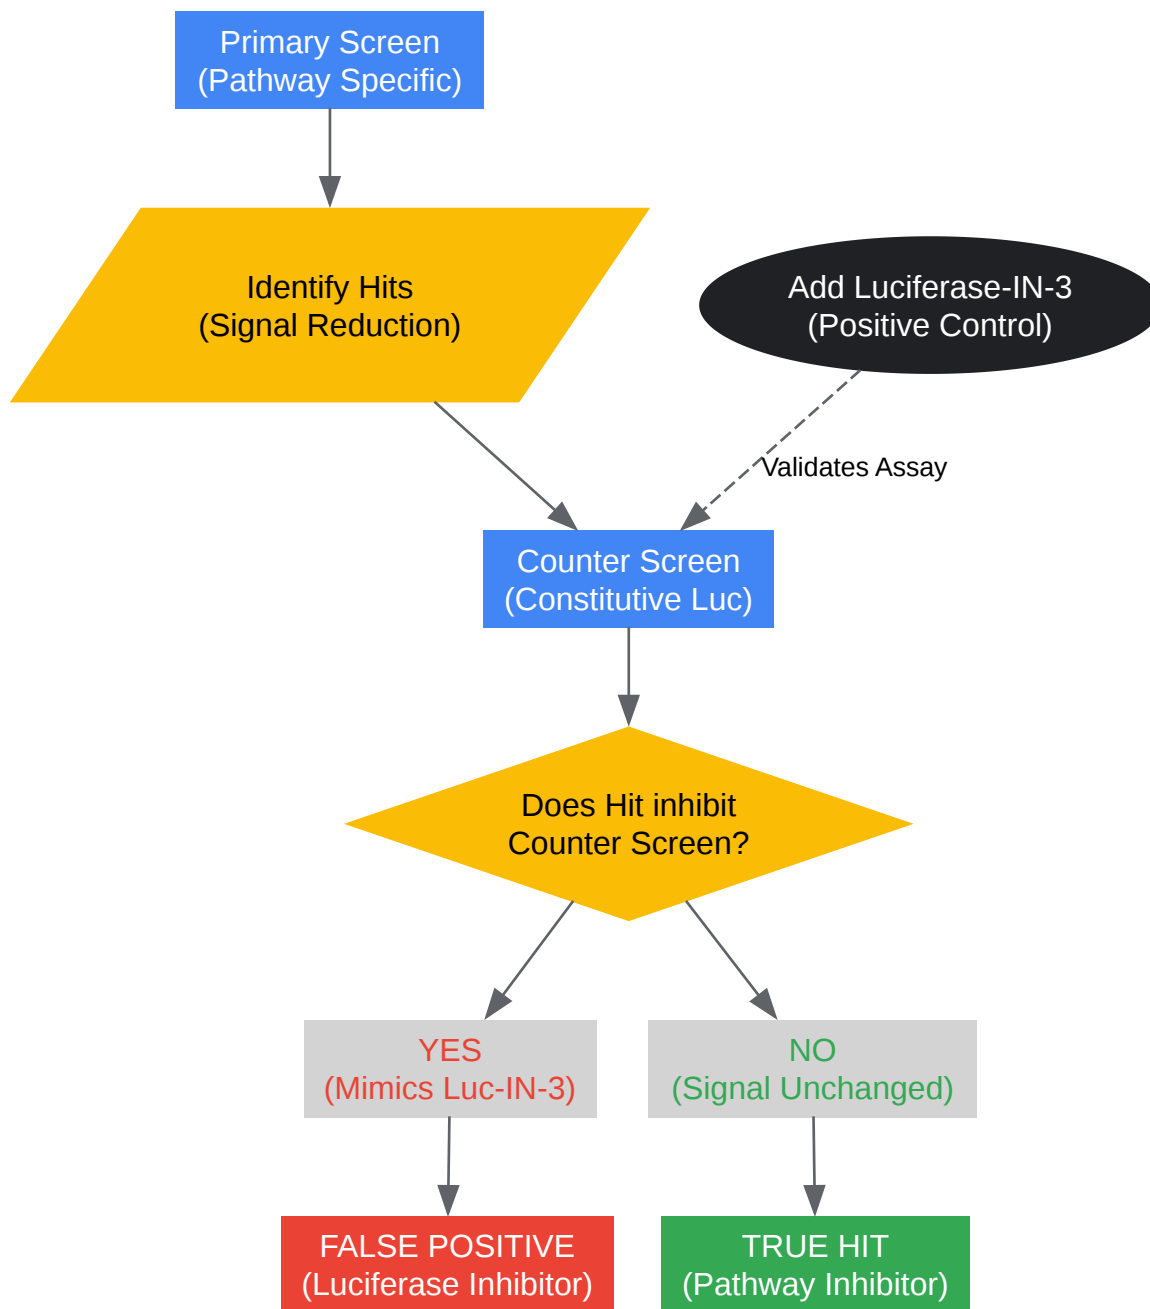 Primary Screen
(Pathway Specific)
Identify Hits
(Signal Reduction)
Add Luciferase-IN-3
(Positive Control)
Validates Assay
Counter Screen
(Constitutive Luc)
Does Hit inhibit
Counter Screen?
YES
(Mimics Luc-IN-3)
NO
(Signal Unchanged)
FALSE POSITIVE
(Luciferase Inhibitor)
TRUE HIT
(Pathway Inhibitor)